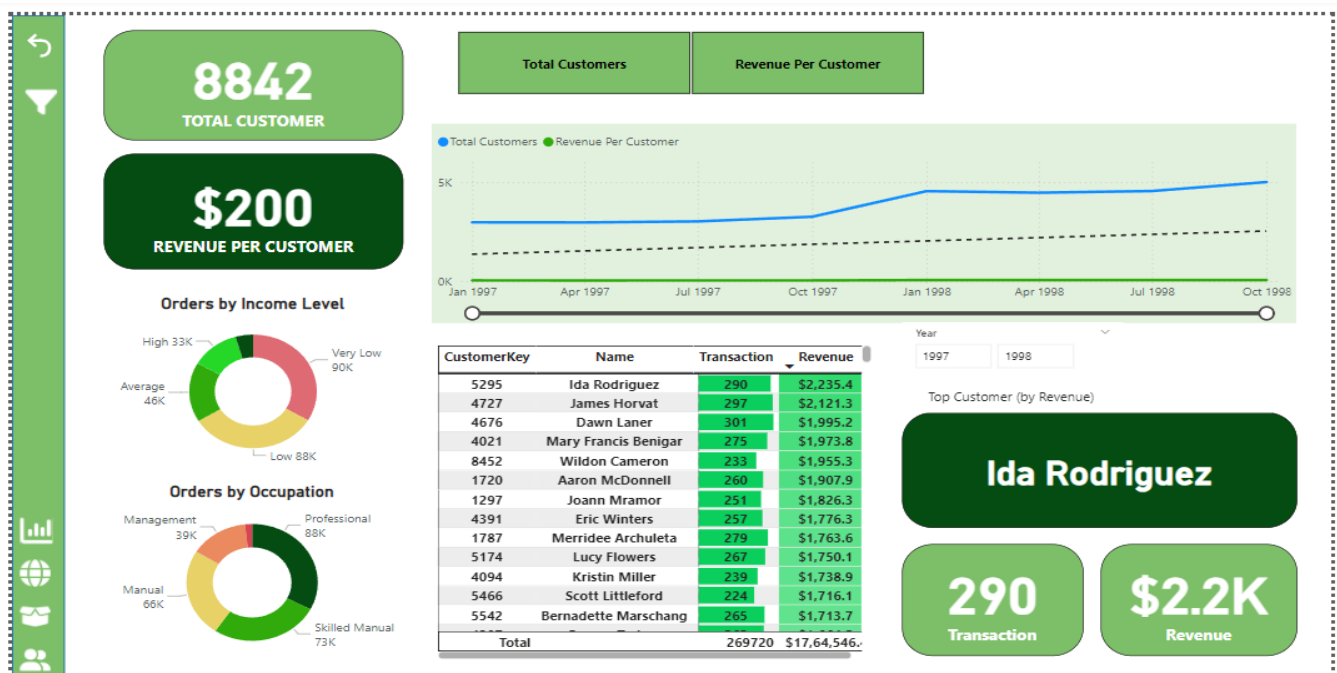 8842
TOTAL CUSTOMER
$200
REVENUE PER CUSTOMER
Total Customers
Revenue Per Customer
Total Customers Revenue Per Customer
5K
0K
Jan 1997 Apr 1997 Jul 1997 Oct 1997 Jan 1998 Apr 1998 Jul 1998 Oct 1998
Orders by Income Level
High 33K
Very Low
90K
Average
46K
Low 88K
Orders by Occupation
Management
39K
Professional
88K
Manual
66K
Skilled Manual
73K
CustomerKey Name Transaction Revenue
5295 Ida Rodriguez 290 $2,235.4
4727 James Horvat 297 $2,121.3
4676 Dawn Laner 301 $1,995.2
4021 Mary Francis Benigar 275 $1,973.8
8452 Wildon Cameron 233 $1,955.3
1720 Aaron McDonnell 260 $1,907.9
1297 Joann Mramor 251 $1,826.3
4391 Eric Winters 257 $1,776.3
1787 Merridee Archuleta 279 $1,763.6
5174 Lucy Flowers 267 $1,750.1
4094 Kristin Miller 239 $1,738.9
5466 Scott Littleford 224 $1,716.1
5542 Bernadette Marschang 265 $1,713.7
Total 269720 $17,64,546.
Year
1997 1998
Top Customer (by Revenue)
Ida Rodriguez
290
Transaction
$2.2K
Revenue